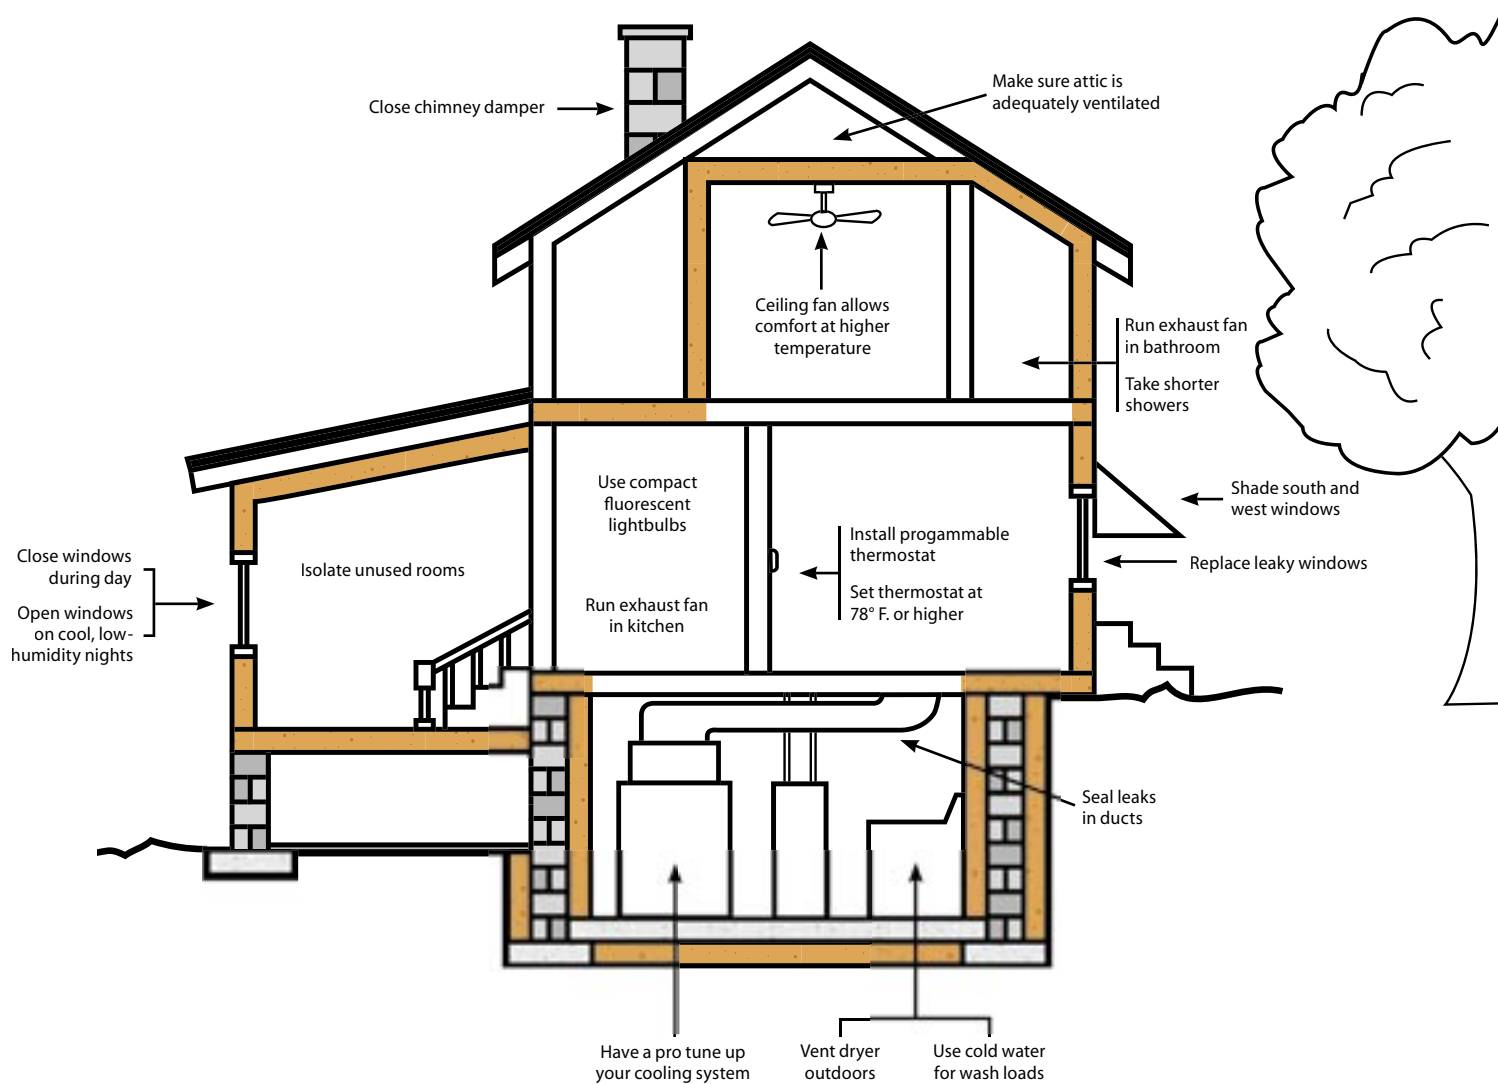 Close chimney damper
Make sure attic is
adequately ventilated
Ceiling fan allows
comfort at higher
temperature
Run exhaust fan
in bathroom
Take shorter
showers
Use compact
fluorescent
lightbulbs
Shade south and
west windows
Install progammable
thermostat
Set thermostat at
78° F. or higher
Replace leaky windows
Close windows
during day
Open windows
on cool, low-
humidity nights
Isolate unused rooms
Run exhaust fan
in kitchen
Seal leaks
in ducts
Have a pro tune up
your cooling system
Vent dryer
outdoors
Use cold water
for wash loads